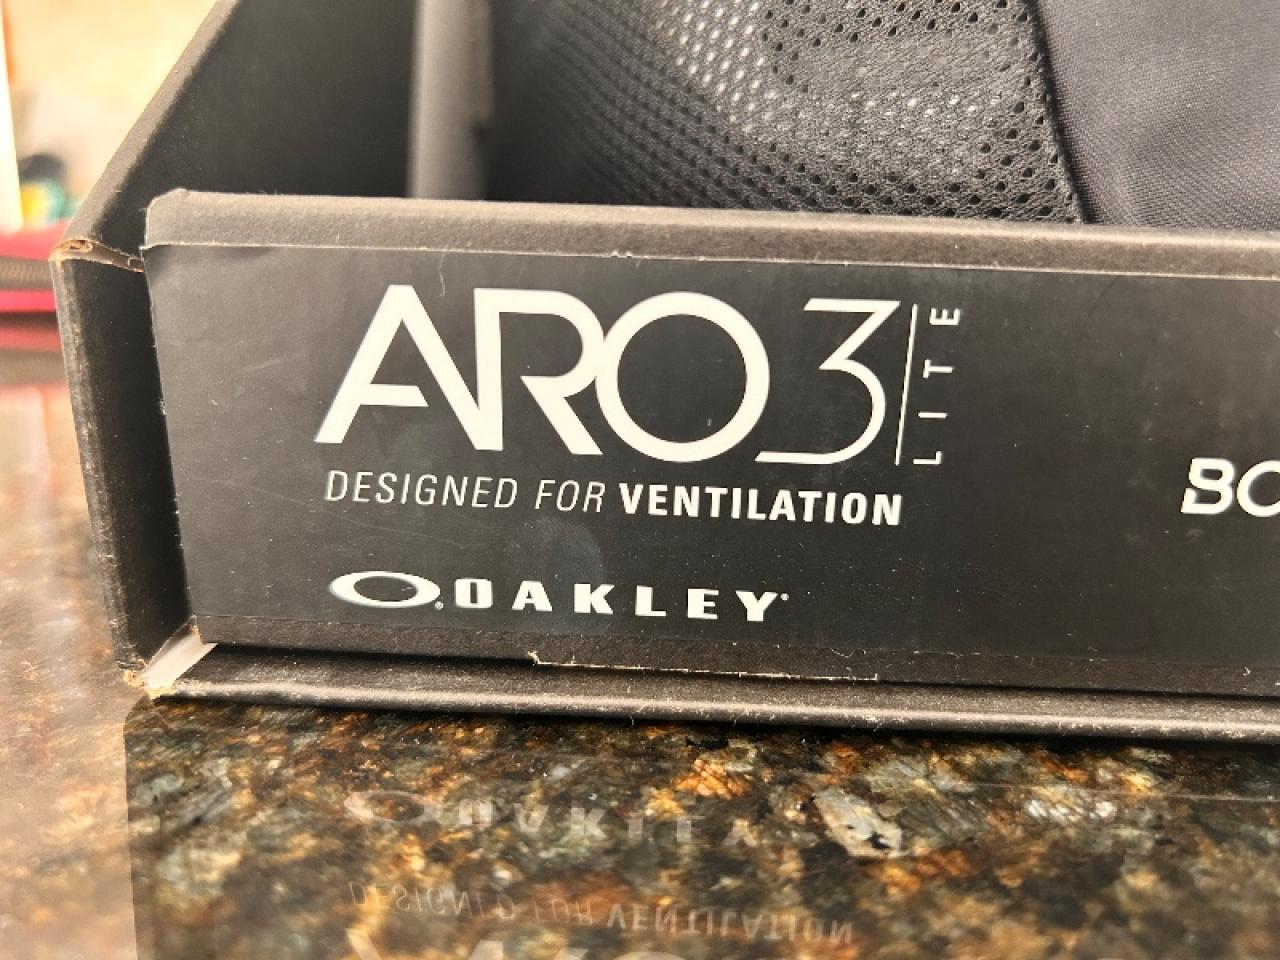 ARO3 LITE
DESIGNED FOR VENTILATION
OAKLEY